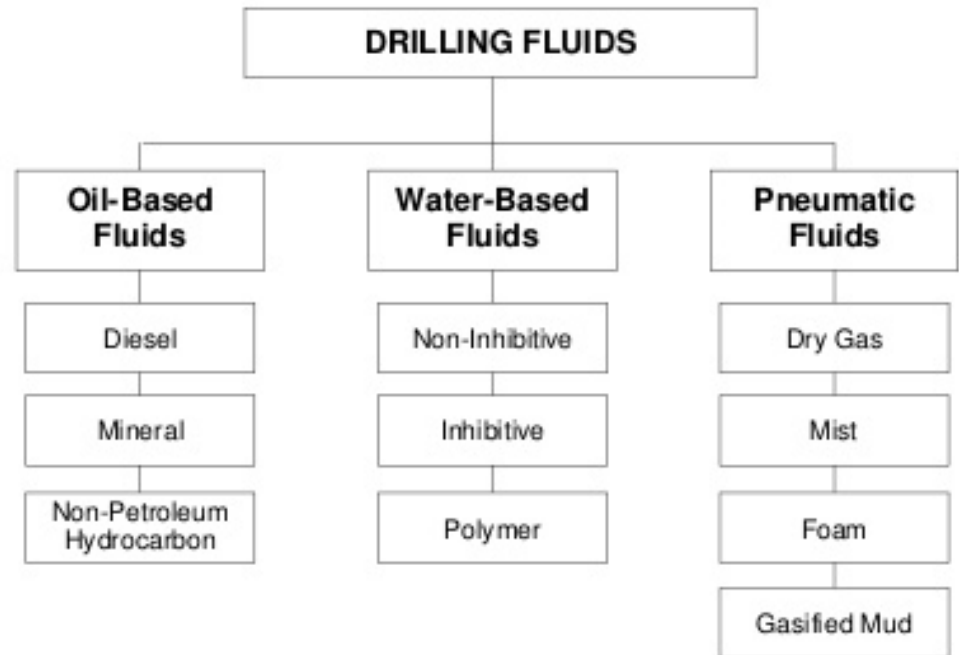 DRILLING FLUIDS
Oil-Based
Fluids
Diesel
Mineral
Non-Petroleum
Hydrocarbon
Water-Based
Fluids
Non-Inhibitive
Inhibitive
Polymer
Pneumatic
Fluids
Dry Gas
Mist
Foam
Gasified Mud